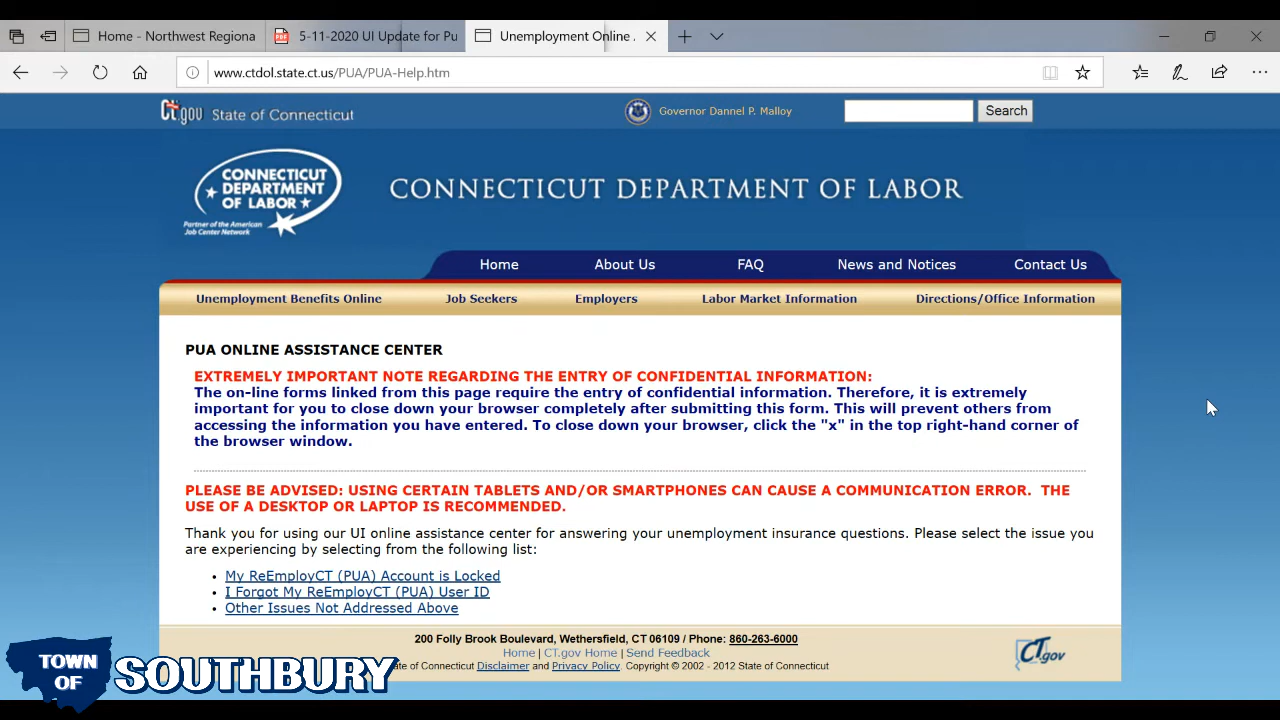 Home - Northwest Regiona
5-11-2020 UI Update for Pu
Unemployment Online .
www.ctdol.state.ct.us/PUA/PUA-Help.htm
CT.gov State of Connecticut
Governor Dannel P. Malloy
Search
CONNECTICUT
DEPARTMENT
OF LABOR
Partner of the American
Job Center Network
CONNECTICUT DEPARTMENT OF LABOR
Home About Us FAQ News and Notices Contact Us
Unemployment Benefits Online Job Seekers Employers Labor Market Information Directions/Office Information
PUA ONLINE ASSISTANCE CENTER
EXTREMELY IMPORTANT NOTE REGARDING THE ENTRY OF CONFIDENTIAL INFORMATION:
The on-line forms linked from this page require the entry of confidential information. Therefore, it is extremely
important for you to close down your browser completely after submitting this form. This will prevent others from
accessing the information you have entered. To close down your browser, click the "x" in the top right-hand corner of
the browser window.
PLEASE BE ADVISED: USING CERTAIN TABLETS AND/OR SMARTPHONES CAN CAUSE A COMMUNICATION ERROR. THE
USE OF A DESKTOP OR LAPTOP IS RECOMMENDED.
Thank you for using our UI online assistance center for answering your unemployment insurance questions. Please select the issue you
are experiencing by selecting from the following list:
• My ReEmployCT (PUA) Account is Locked
• I Forgot My ReEmployCT (PUA) User ID
• Other Issues Not Addressed Above
200 Folly Brook Boulevard, Wethersfield, CT 06109 / Phone: 860-263-6000
Home | CT.gov Home | Send Feedback
of Connecticut Disclaimer and Privacy Policy. Copyright © 2002 - 2012 State of Connecticut
CT.gov
TOWN
OF
SOUTHBURY